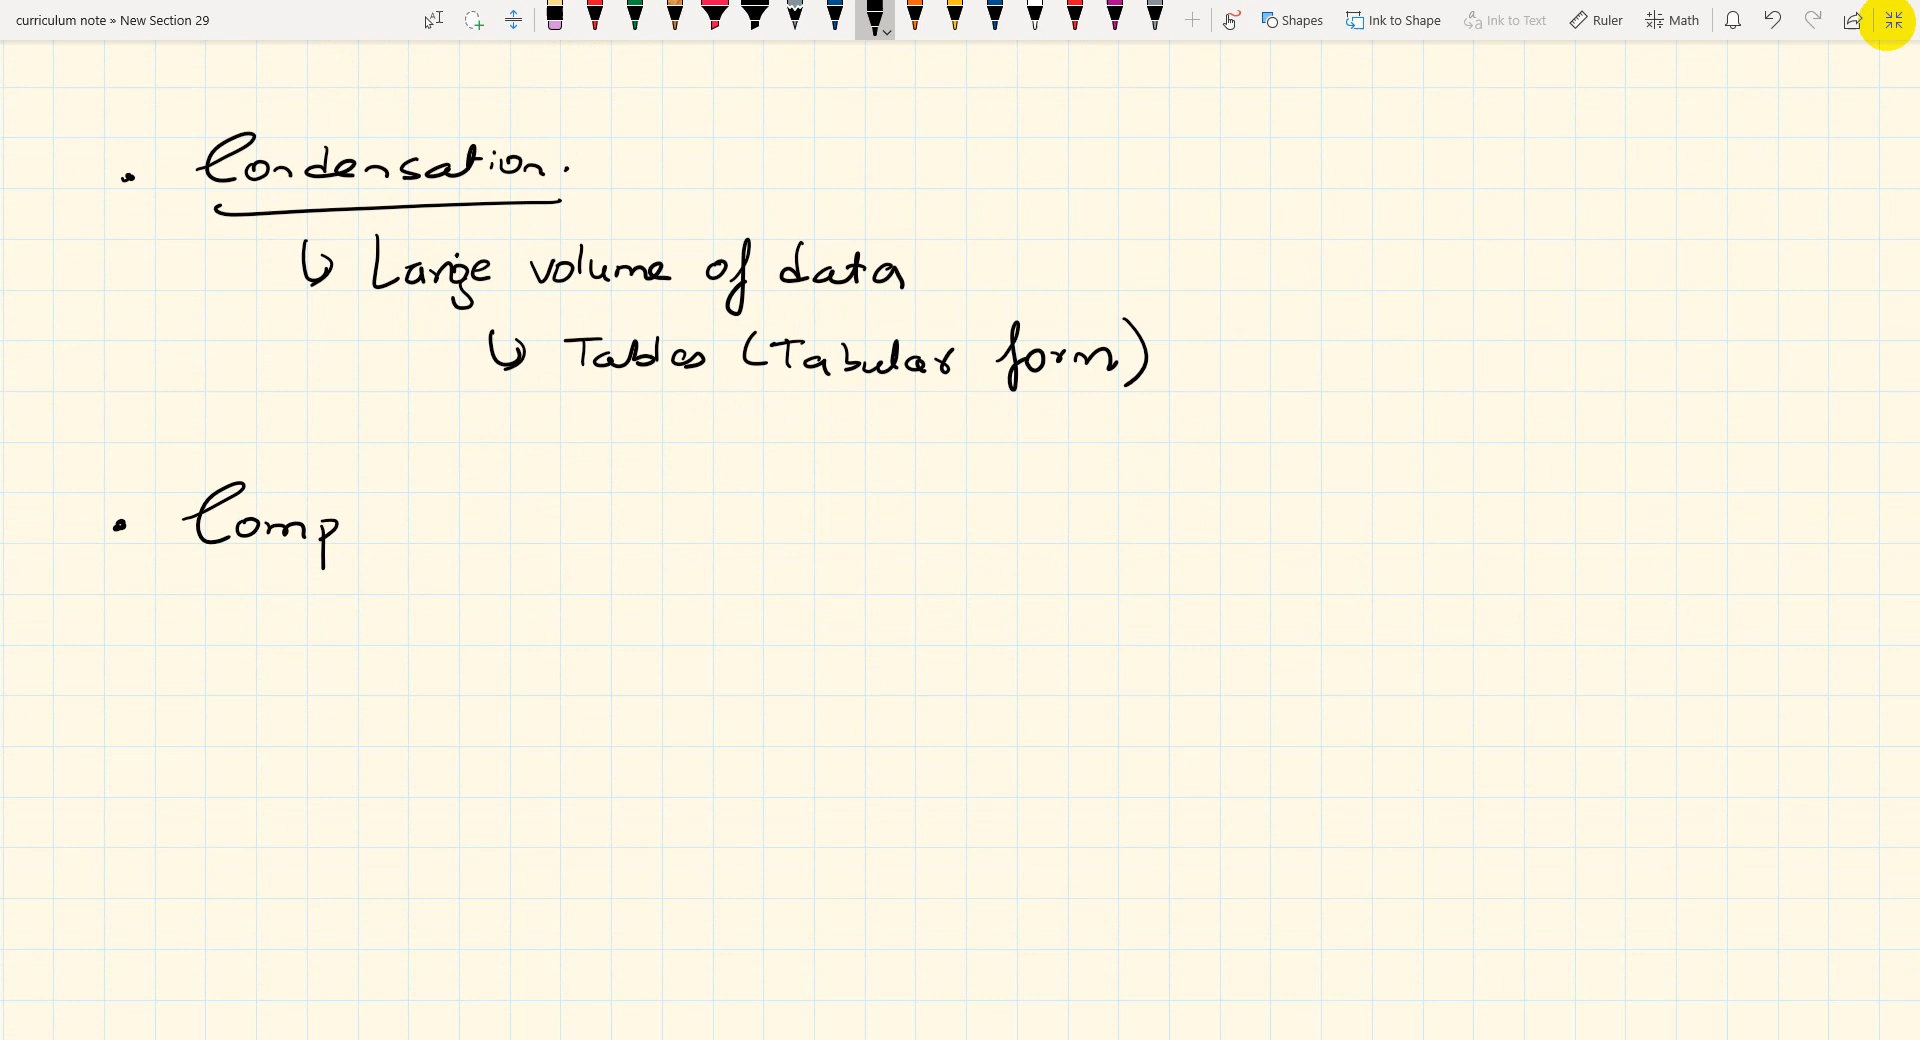 curriculum note » New Section 29 Shapes Ink to Shape Ink to Text Ruler Math
• Condensation.
↳ Large volume of data
↳ Tables (Tabular form)
• Comp